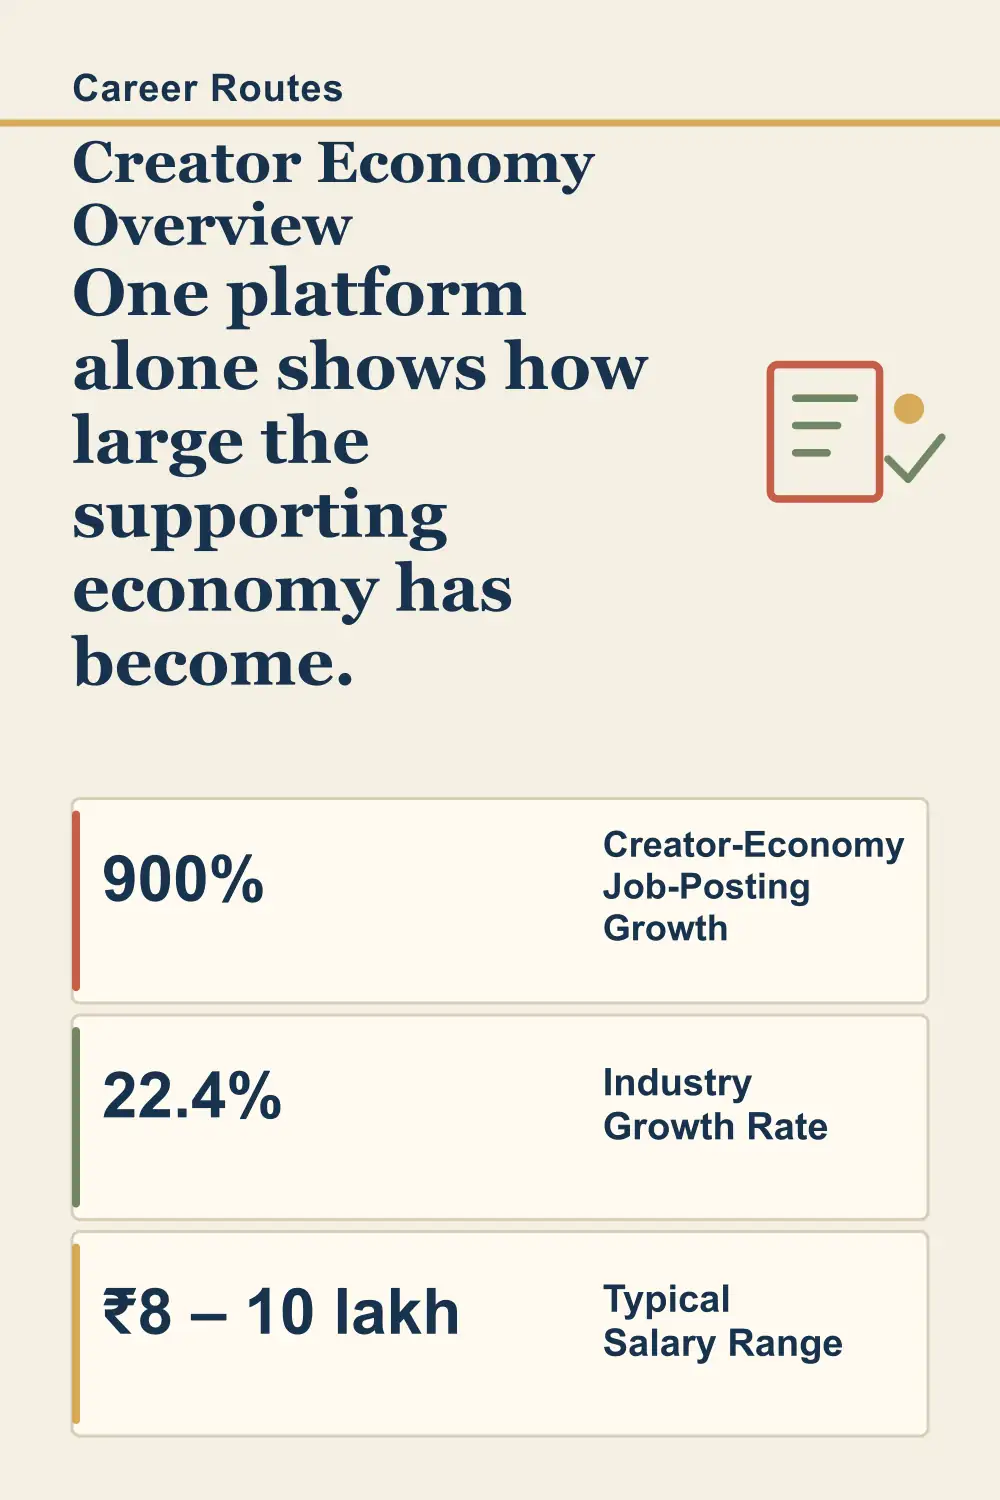 Career Routes
Creator Economy
Overview
One platform
alone shows how
large the
supporting
economy has
become.
900%
Creator-Economy
Job-Posting
Growth
22.4%
Industry
Growth Rate
₹8 – 10 lakh
Typical
Salary Range